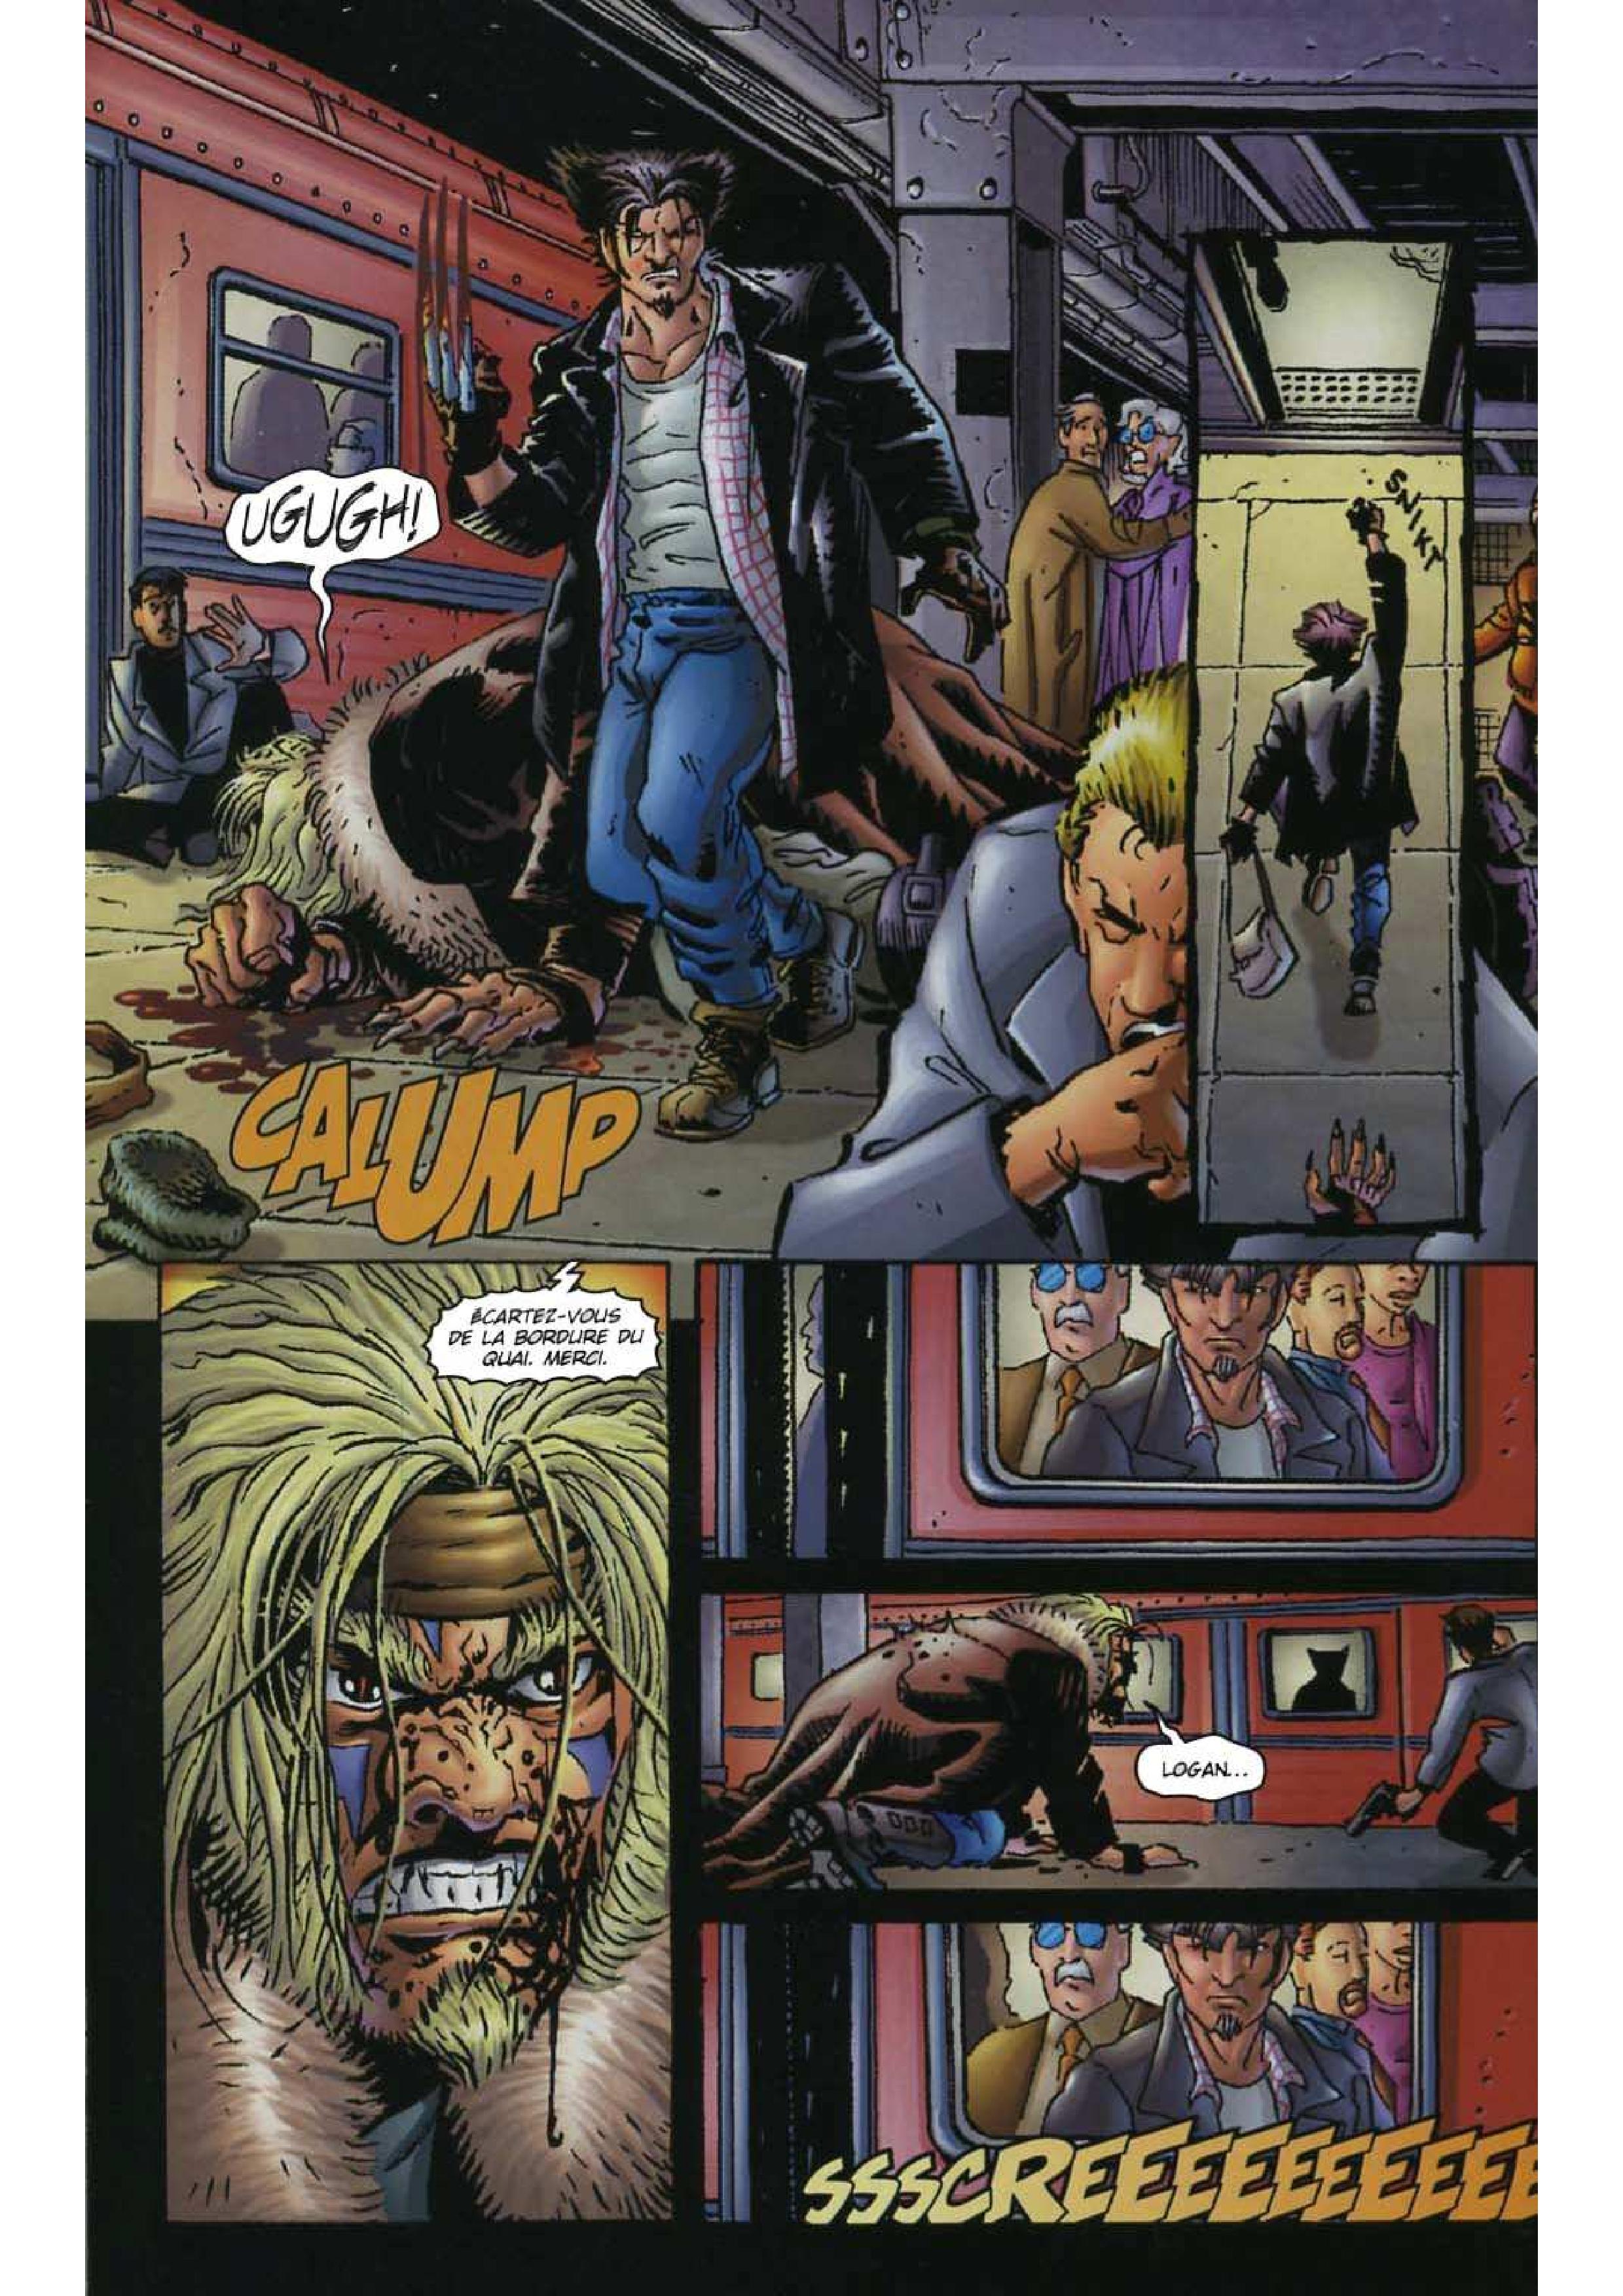 UGUGH!
SNIKT
CALUMP
ÉCARTEZ-VOUS
DE LA BORDURE DU
QUAI. MERCI.
LOGAN...
SSSCREEEEEEEEEE